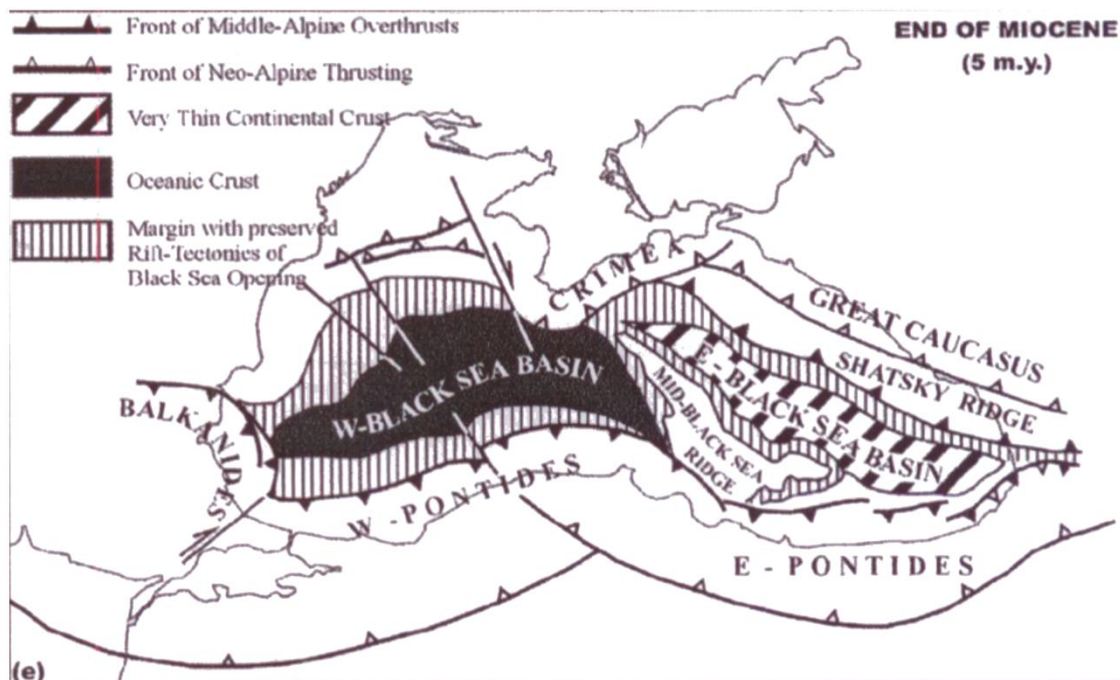 Front of Middle-Alpine Overthrusts
Front of Neo-Alpine Thrusting
Very Thin Continental Crust
Oceanic Crust
Margin with preserved
Rift-Tectonics of
Black Sea Opening
END OF MIOCENE
(5 m.y.)
CRIMEA
GREAT CAUCASUS
SHATSKY RIDGE
E-BLACK SEA BASIN
W-BLACK SEA BASIN
MID-BLACK SEA
RIDGE
BALKANIDES
W-PONTIDES
E-PONTIDES
(e)